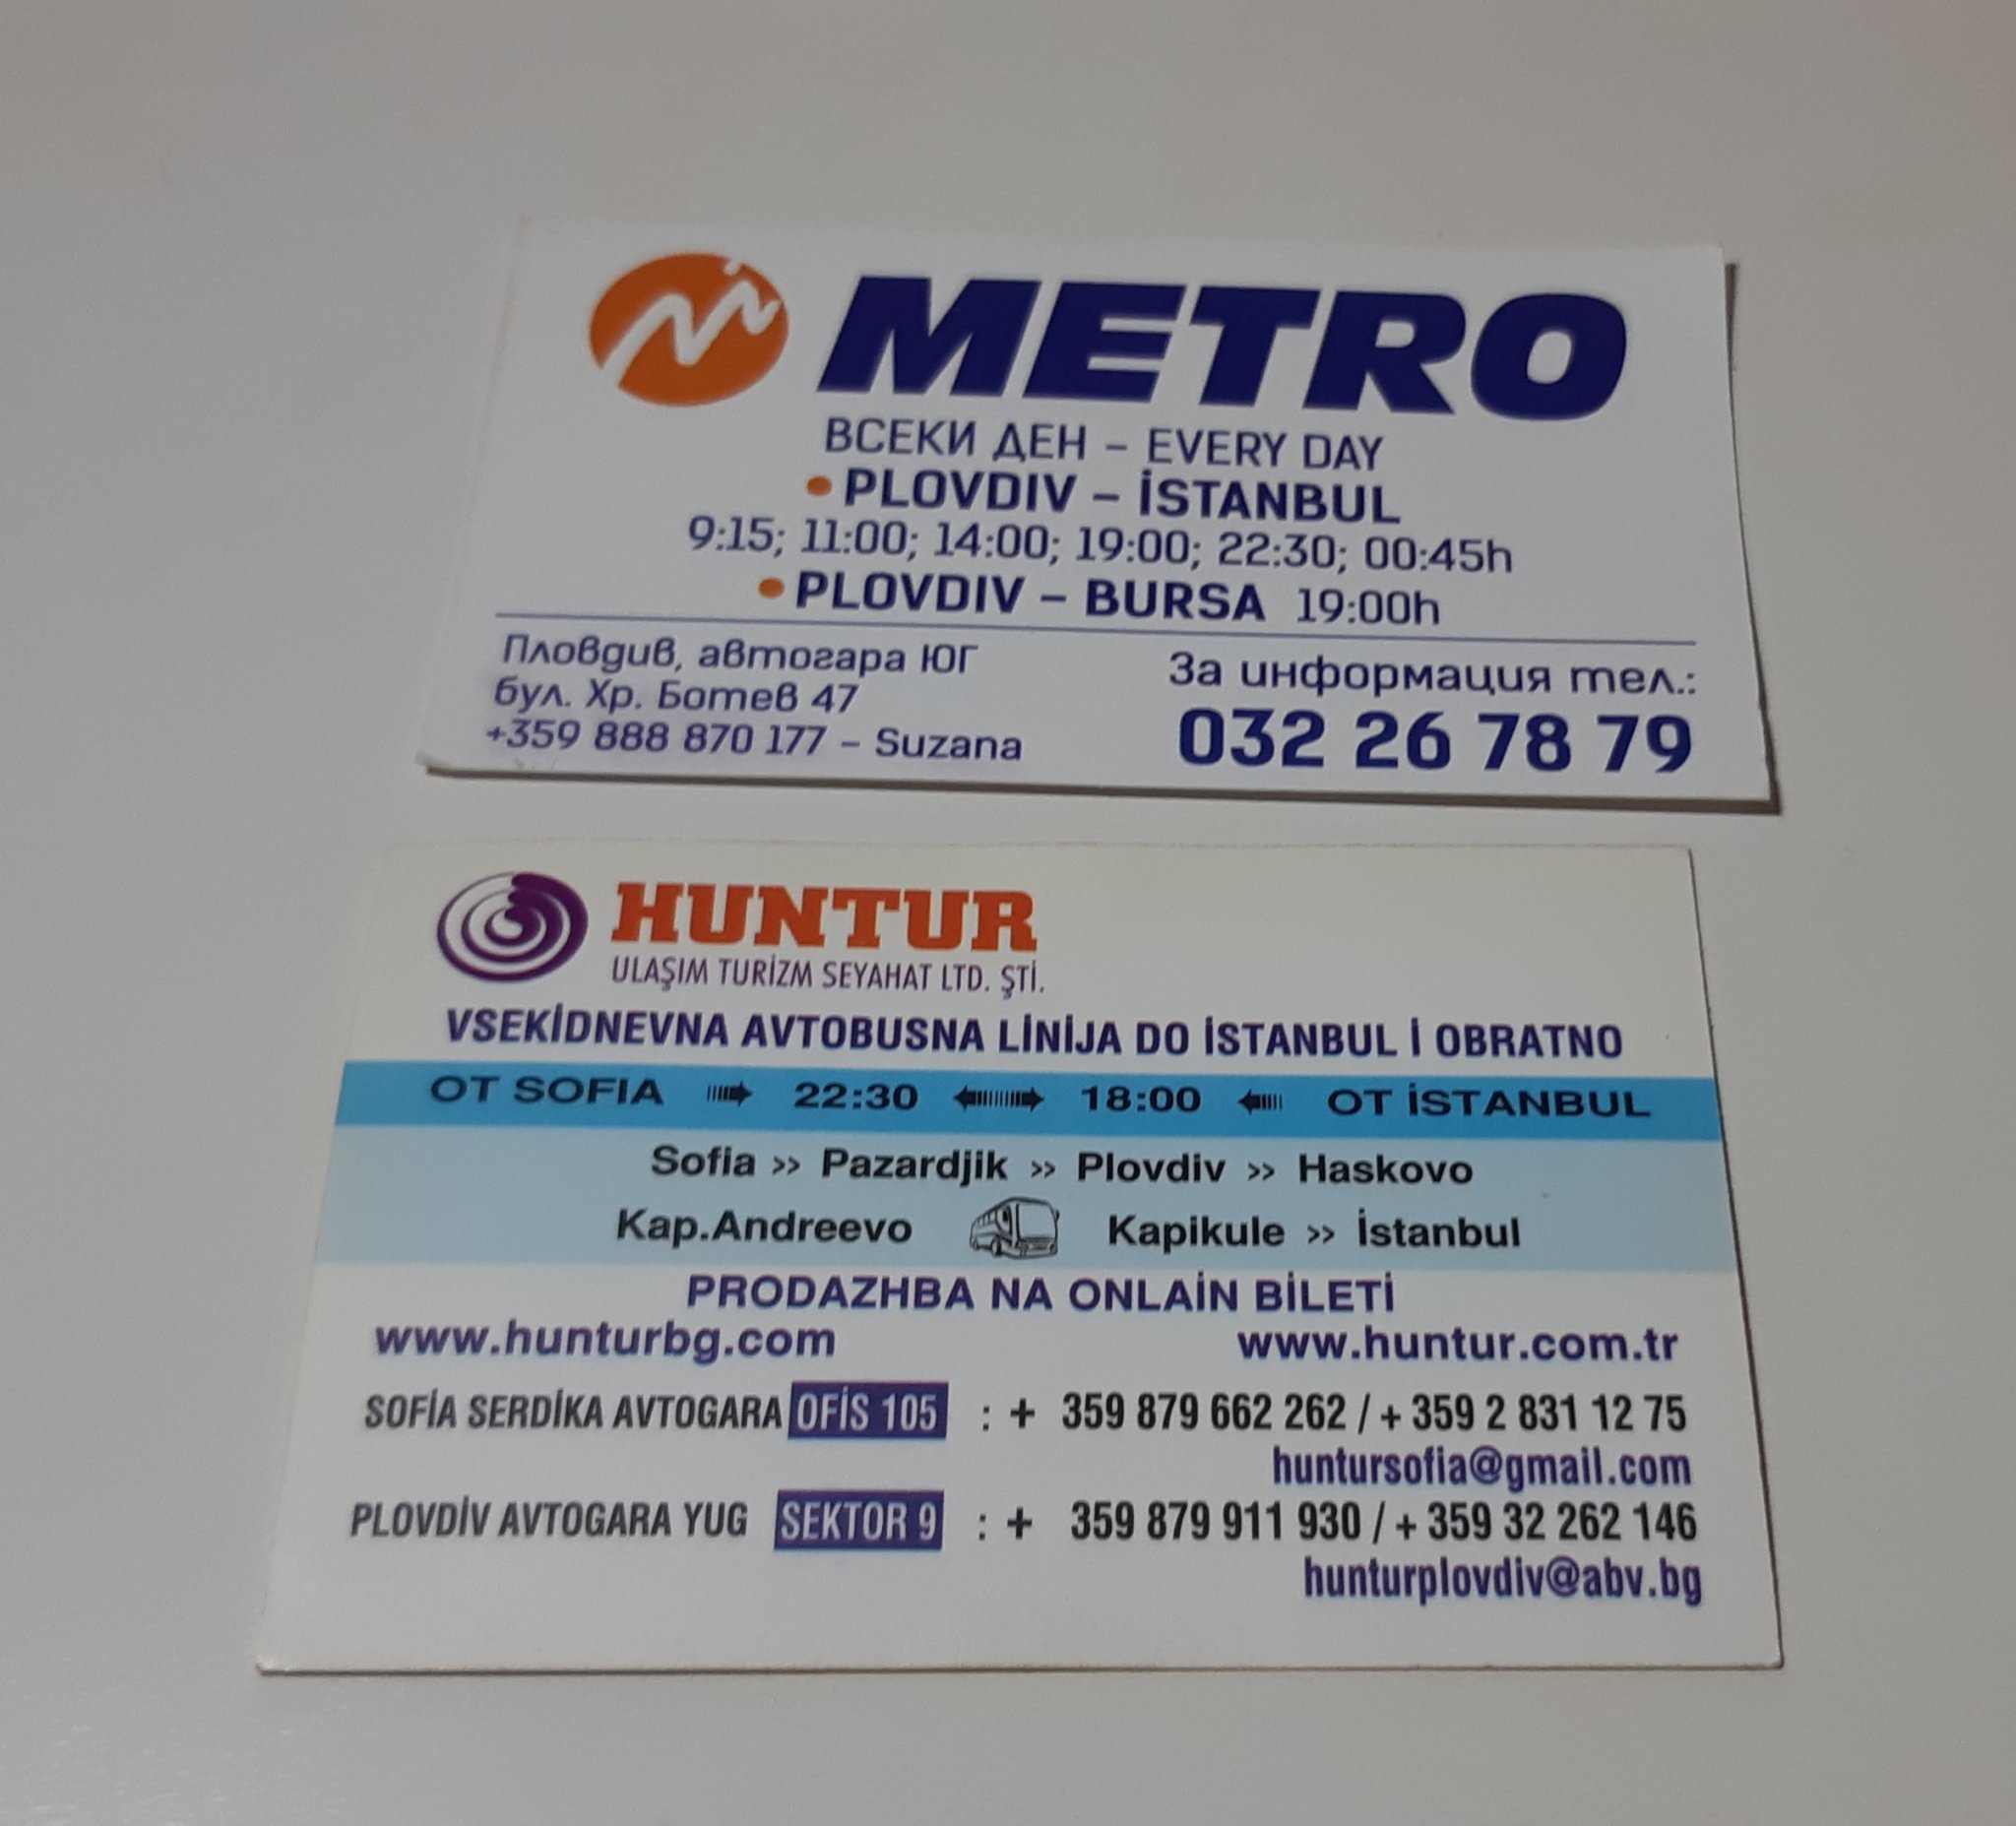 METRO
ВСЕКИ ДЕН – EVERY DAY
• PLOVDIV – İSTANBUL
9:15; 11:00; 14:00; 19:00; 22:30; 00:45h
• PLOVDIV – BURSA 19:00h
Пловдив, автогара ЮГ
бул. Хр. Ботев 47
+359 888 870 177 – Suzana
За информация тел.:
032 26 78 79
HUNTUR
ULAŞIM TURİZM SEYAHAT LTD. ŞTİ.
VSEKİDNEVNA AVTOBUSNA LİNİJA DO İSTANBUL İ OBRATNO
OT SOFIA 22:30 18:00 OT İSTANBUL
Sofia >> Pazardjik >> Plovdiv >> Haskovo
Kap.Andreevo Kapikule >> İstanbul
PRODAZHBA NA ONLAİN BİLETİ
www.hunturbg.com www.huntur.com.tr
SOFİA SERDİKA AVTOGARA OFİS 105 : + 359 879 662 262 / + 359 2 831 12 75
huntursofia@gmail.com
PLOVDİV AVTOGARA YUG SEKTOR 9 : + 359 879 911 930 / + 359 32 262 146
hunturplovdiv@abv.bg